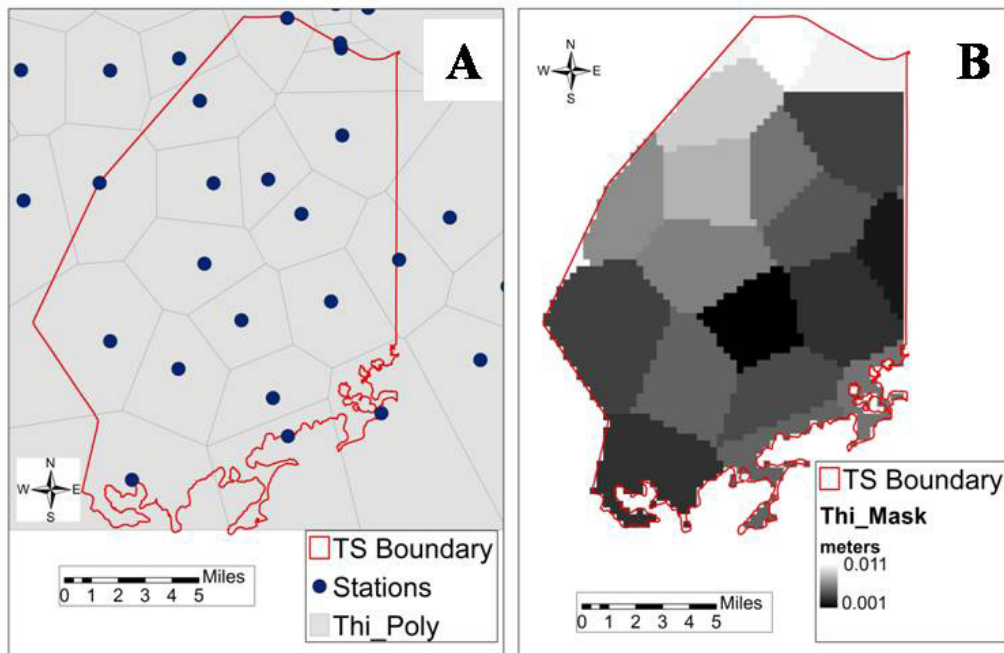 A
N
W E
S
Miles
0 1 2 3 4 5
TS Boundary
Stations
Thi_Poly
B
N
W E
S
Miles
0 1 2 3 4 5
TS Boundary
Thi_Mask
meters
0.011
0.001